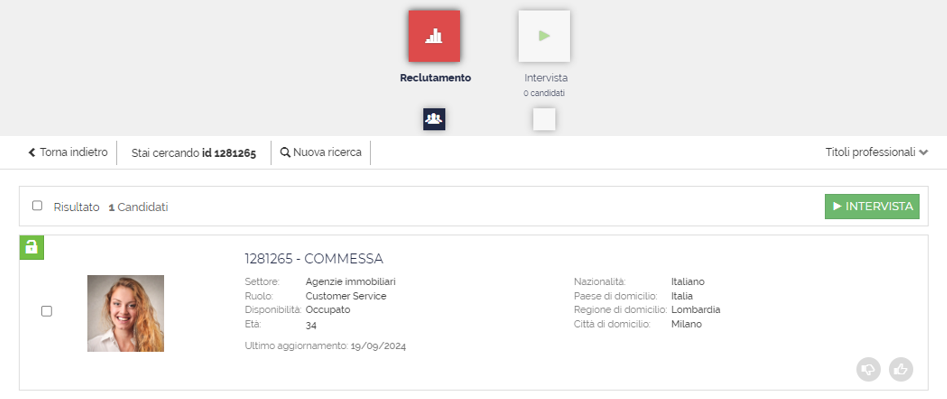 Reclutamento
Intervista
0 candidati
Torna indietro
Stai cercando id 1281265
Nuova ricerca
Titoli professionali
Risultato 1 Candidati
INTERVISTA
1281265 - COMMESSA
Settore: Agenzie immobiliari
Nazionalità: Italiano
Ruolo: Customer Service
Paese di domicilio: Italia
Disponibilità: Occupato
Regione di domicilio: Lombardia
Età: 34
Città di domicilio: Milano
Ultimo aggiornamento: 19/09/2024